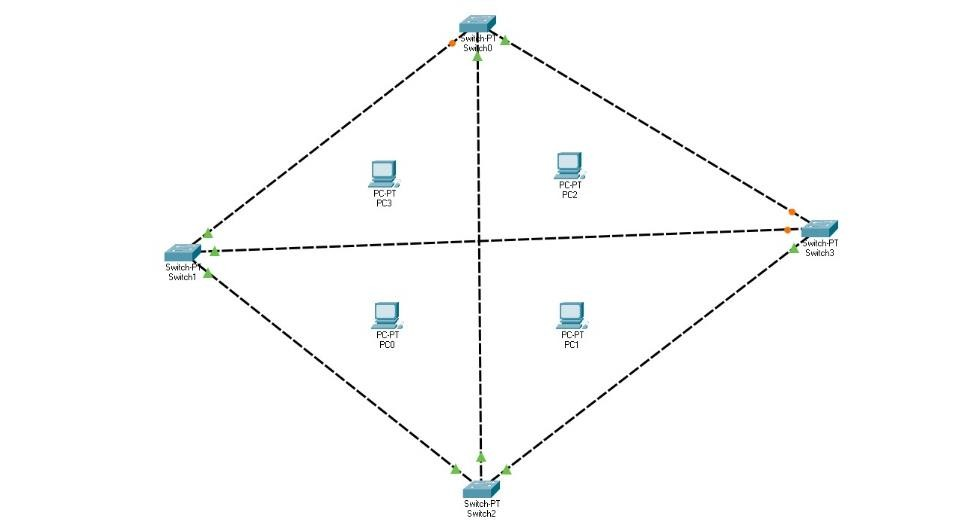 Switch-PT
Switch0
PC-PT
PC3
PC-PT
PC2
Switch-PT
Switch1
Switch-PT
Switch3
PC-PT
PC0
PC-PT
PC1
Switch-PT
Switch2